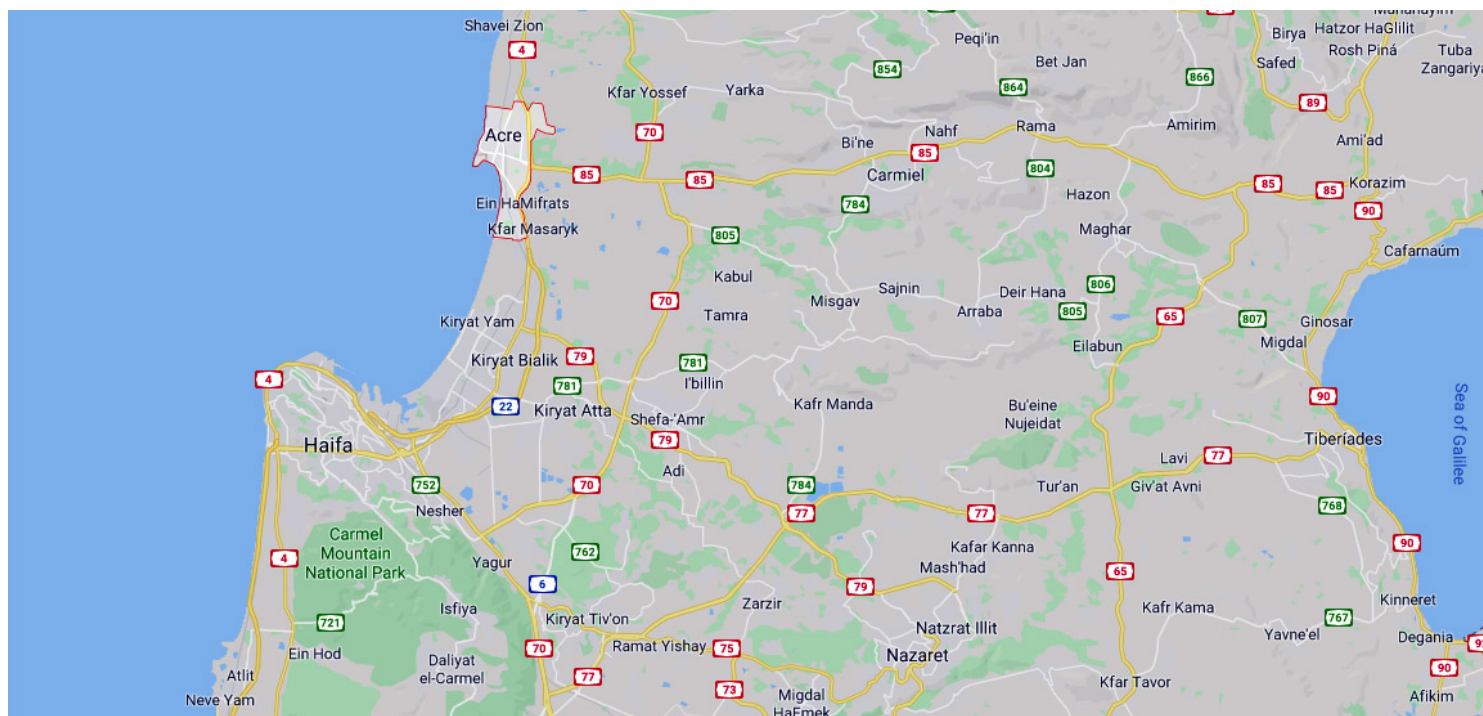 Shavei Zion
4
Peqi'in
Birya
Hatzor HaGlilit
Rosh Piná
Safed
Tuba
Zangariya
854
Bet Jan
866
864
Kfar Yossef
Yarka
89
Acre
70
Bi'ne
Nahf
Rama
Amirim
Ami'ad
85
85
85
Carmiel
804
85
85
Korazim
Ein HaMifrats
784
Hazon
90
Kfar Masaryk
805
Maghar
Cafarnaúm
Kabul
Sajnin
Deir Hana
806
70
Misgav
Arraba
805
65
807
Ginosar
Tamra
Kiryat Yam
Eilabun
Migdal
Kiryat Bialik
79
781
781
I'billin
4
22
Kiryat Atta
Kafr Manda
Bu'eine
Nujeidat
90
Sea of Galilee
Shefa-'Amr
Haifa
79
Tiberíades
77
Lavi
Adi
752
70
784
Tur'an
Giv'at Avni
768
Nesher
77
77
Carmel
Mountain
National Park
90
Kafar Kanna
762
Yagur
4
Mash'had
65
6
79
Isfiya
Zarzir
Kafr Kama
Kinneret
721
Kiryat Tiv'on
Natzrat Illit
767
Yavne'el
Degania
70
Ramat Yishay
75
Nazaret
Ein Hod
Daliyat
el-Carmel
90
Atlit
77
73
Kfar Tavor
Neve Yam
Migdal
HaEmek
Afikim